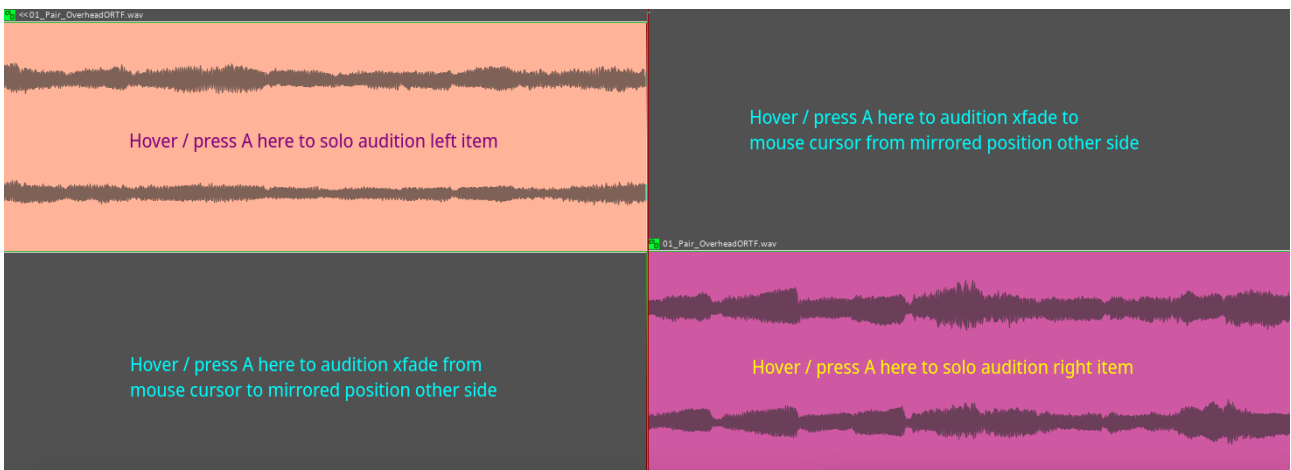 <<01_Pair_OverheadORTF.wav
Hover / press A here to solo audition left item
Hover / press A here to audition xfade to
mouse cursor from mirrored position other side
01_Pair_OverheadORTF.wav
Hover / press A here to audition xfade from
mouse cursor to mirrored position other side
Hover / press A here to solo audition right item